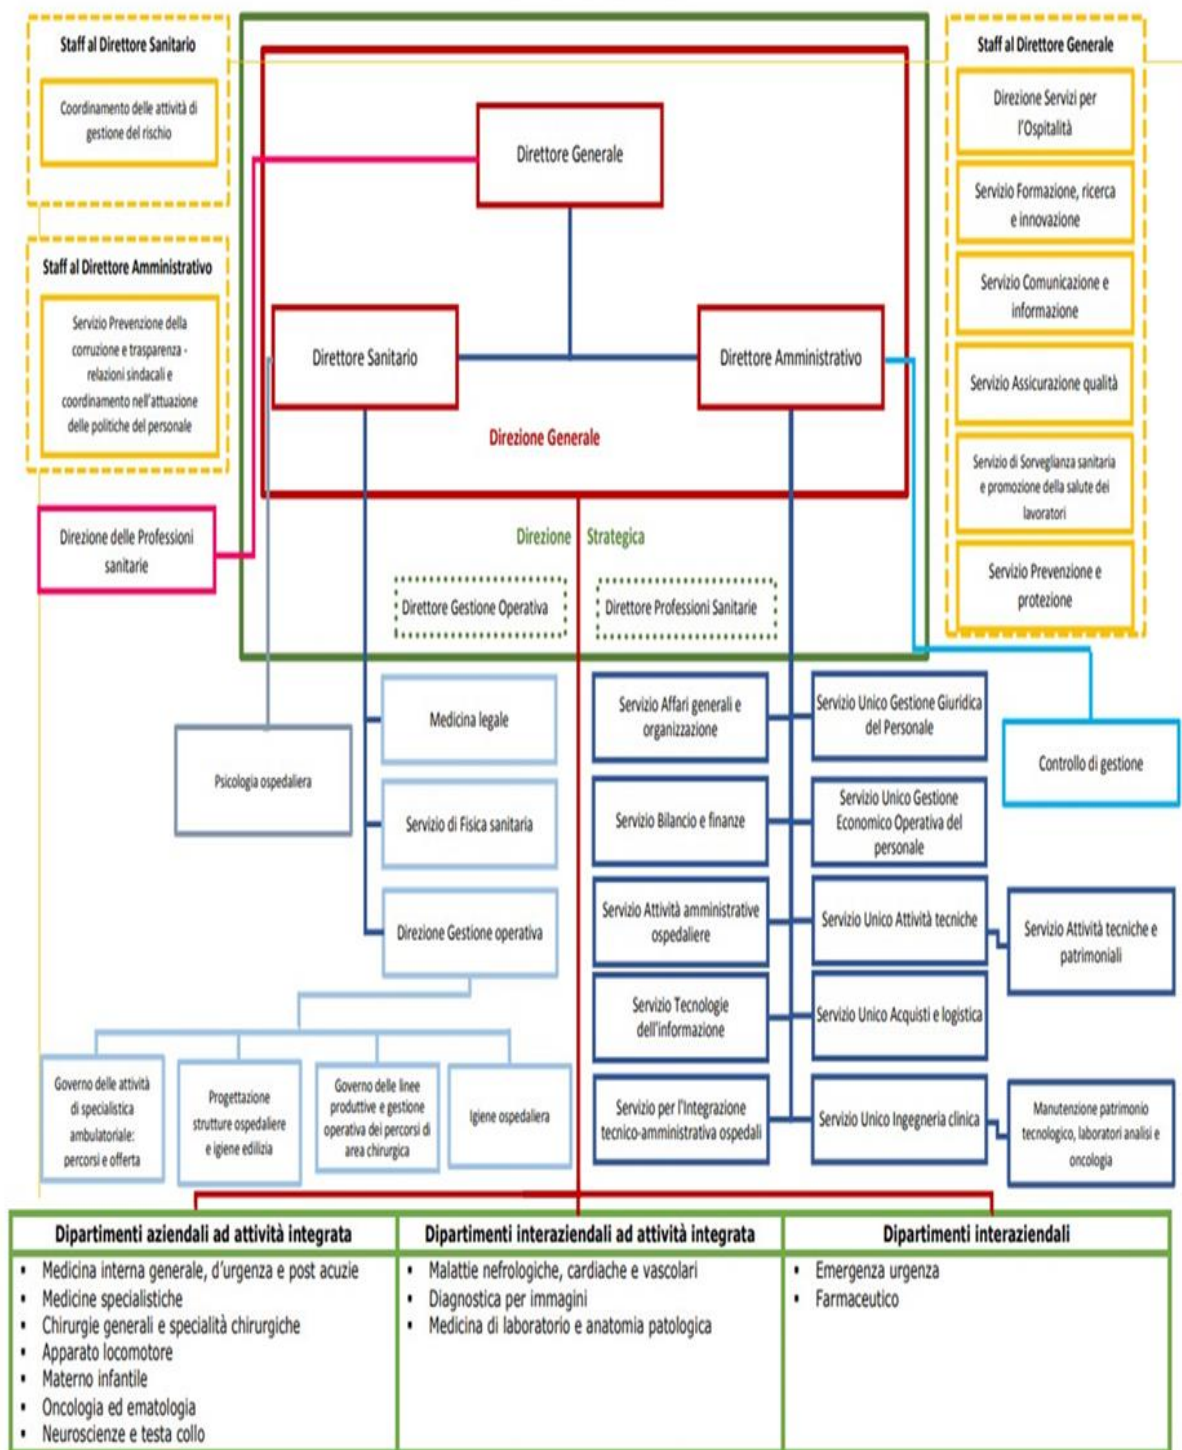 Staff al Direttore Sanitario
Coordinamento delle attività di
gestione del rischio
Staff al Direttore Amministrativo
Servizio Prevenzione della
corruzione e trasparenza -
relazioni sindacali e
coordinamento nell'attuazione
delle politiche del personale
Direzione delle Professioni
sanitarie
Direttore Generale
Direttore Sanitario
Direttore Amministrativo
Direzione Generale
Direzione Strategica
Direttore Gestione Operativa
Direttore Professioni Sanitarie
Staff al Direttore Generale
Direzione Servizi per
l'Ospitalità
Servizio Formazione, ricerca
e innovazione
Servizio Comunicazione e
informazione
Servizio Assicurazione qualità
Servizio di Sorveglianza sanitaria
e promozione della salute dei
lavoratori
Servizio Prevenzione e
protezione
Psicologia ospedaliera
Medicina legale
Servizio di Fisica sanitaria
Direzione Gestione operativa
Governo delle attività
di specialistica
ambulatoriale:
percorsi e offerta
Progettazione
strutture ospedaliere
e igiene edilizia
Governo delle linee
produttive e gestione
operativa dei percorsi di
area chirurgica
Igiene ospedaliera
Servizio Affari generali e
organizzazione
Servizio Bilancio e finanze
Servizio Attività amministrative
ospedaliere
Servizio Tecnologie
dell'informazione
Servizio per l'Integrazione
tecnico-amministrativa ospedali
Servizio Unico Gestione Giuridica
del Personale
Servizio Unico Gestione
Economico Operativa del
personale
Servizio Unico Attività tecniche
Servizio Unico Acquisti e logistica
Servizio Unico Ingegneria clinica
Controllo di gestione
Servizio Attività tecniche e
patrimoniali
Manutenzione patrimonio
tecnologico, laboratori analisi e
oncologia
Dipartimenti aziendali ad attività integrata
▪ Medicina interna generale, d'urgenza e post acuzie
▪ Medicine specialistiche
▪ Chirurgie generali e specialità chirurgiche
▪ Apparato locomotore
▪ Materno infantile
▪ Oncologia ed ematologia
▪ Neuroscienze e testa collo
Dipartimenti interaziendali ad attività integrata
▪ Malattie nefrologiche, cardiache e vascolari
▪ Diagnostica per immagini
▪ Medicina di laboratorio e anatomia patologica
Dipartimenti interaziendali
▪ Emergenza urgenza
▪ Farmaceutico